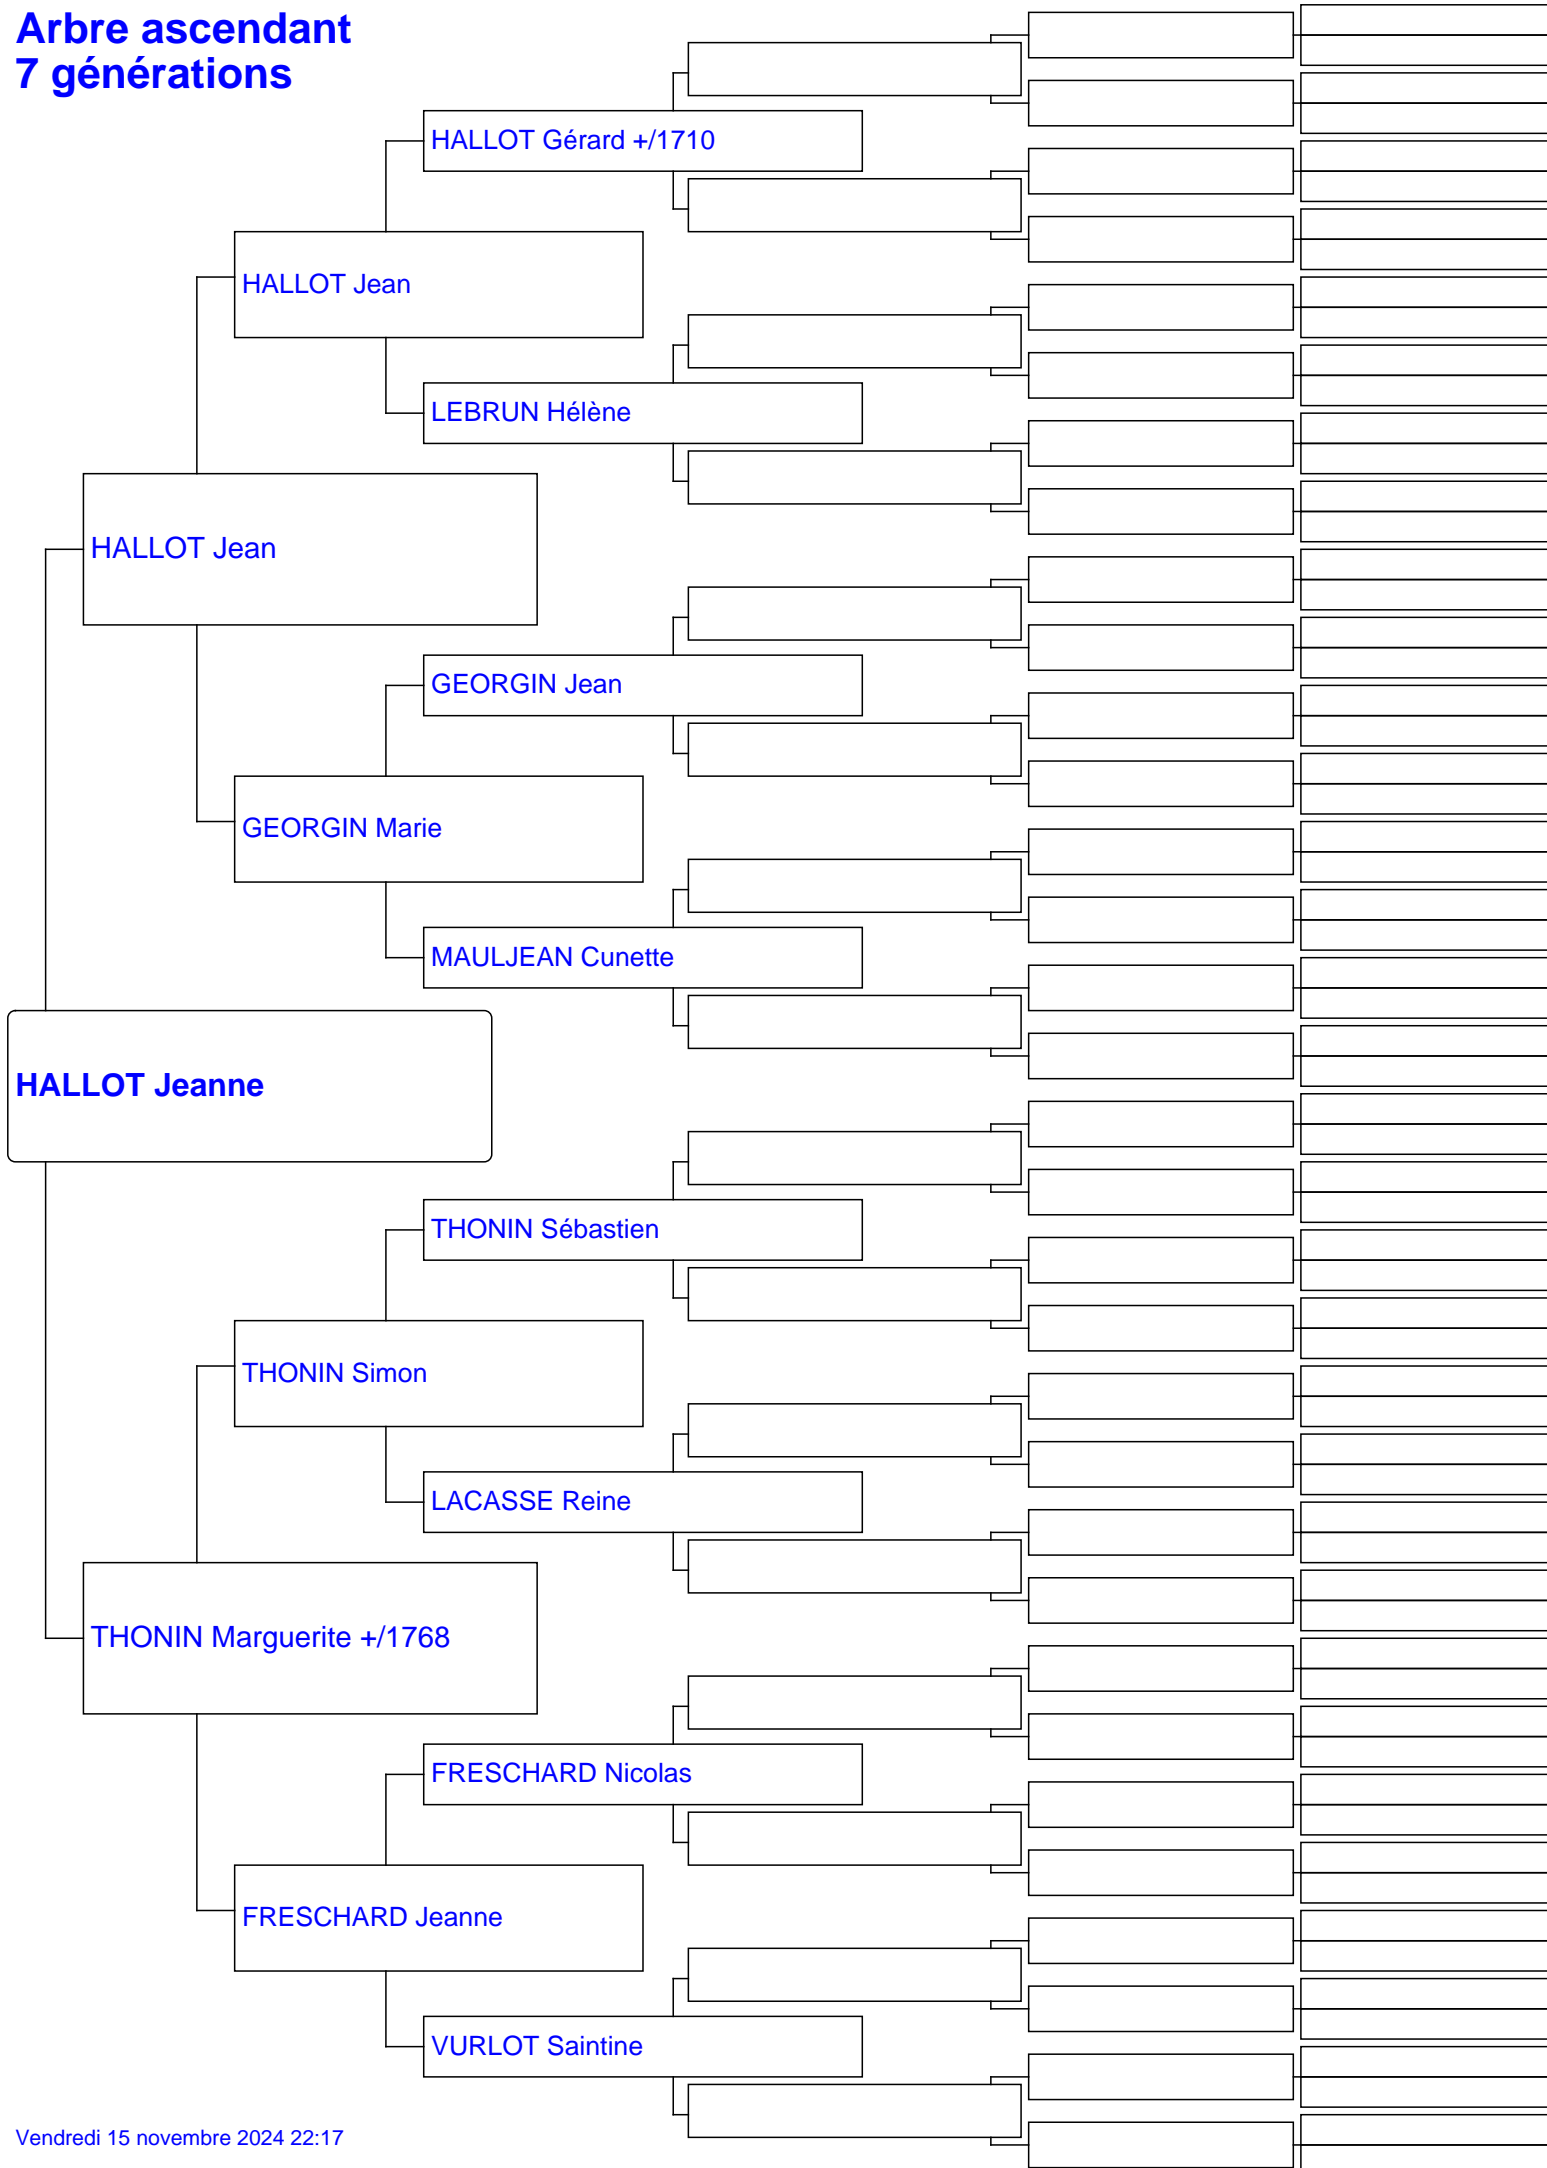 Arbre ascendant
7 générations
HALLOT Gérard +/1710
HALLOT Jean
LEBRUN Hélène
HALLOT Jean
GEORGIN Jean
GEORGIN Marie
MAULJEAN Cunette
HALLOT Jeanne
THONIN Sébastien
THONIN Simon
LACASSE Reine
THONIN Marguerite +/1768
FRESCHARD Nicolas
FRESCHARD Jeanne
VURLOT Saintine
Vendredi 15 novembre 2024 22:17